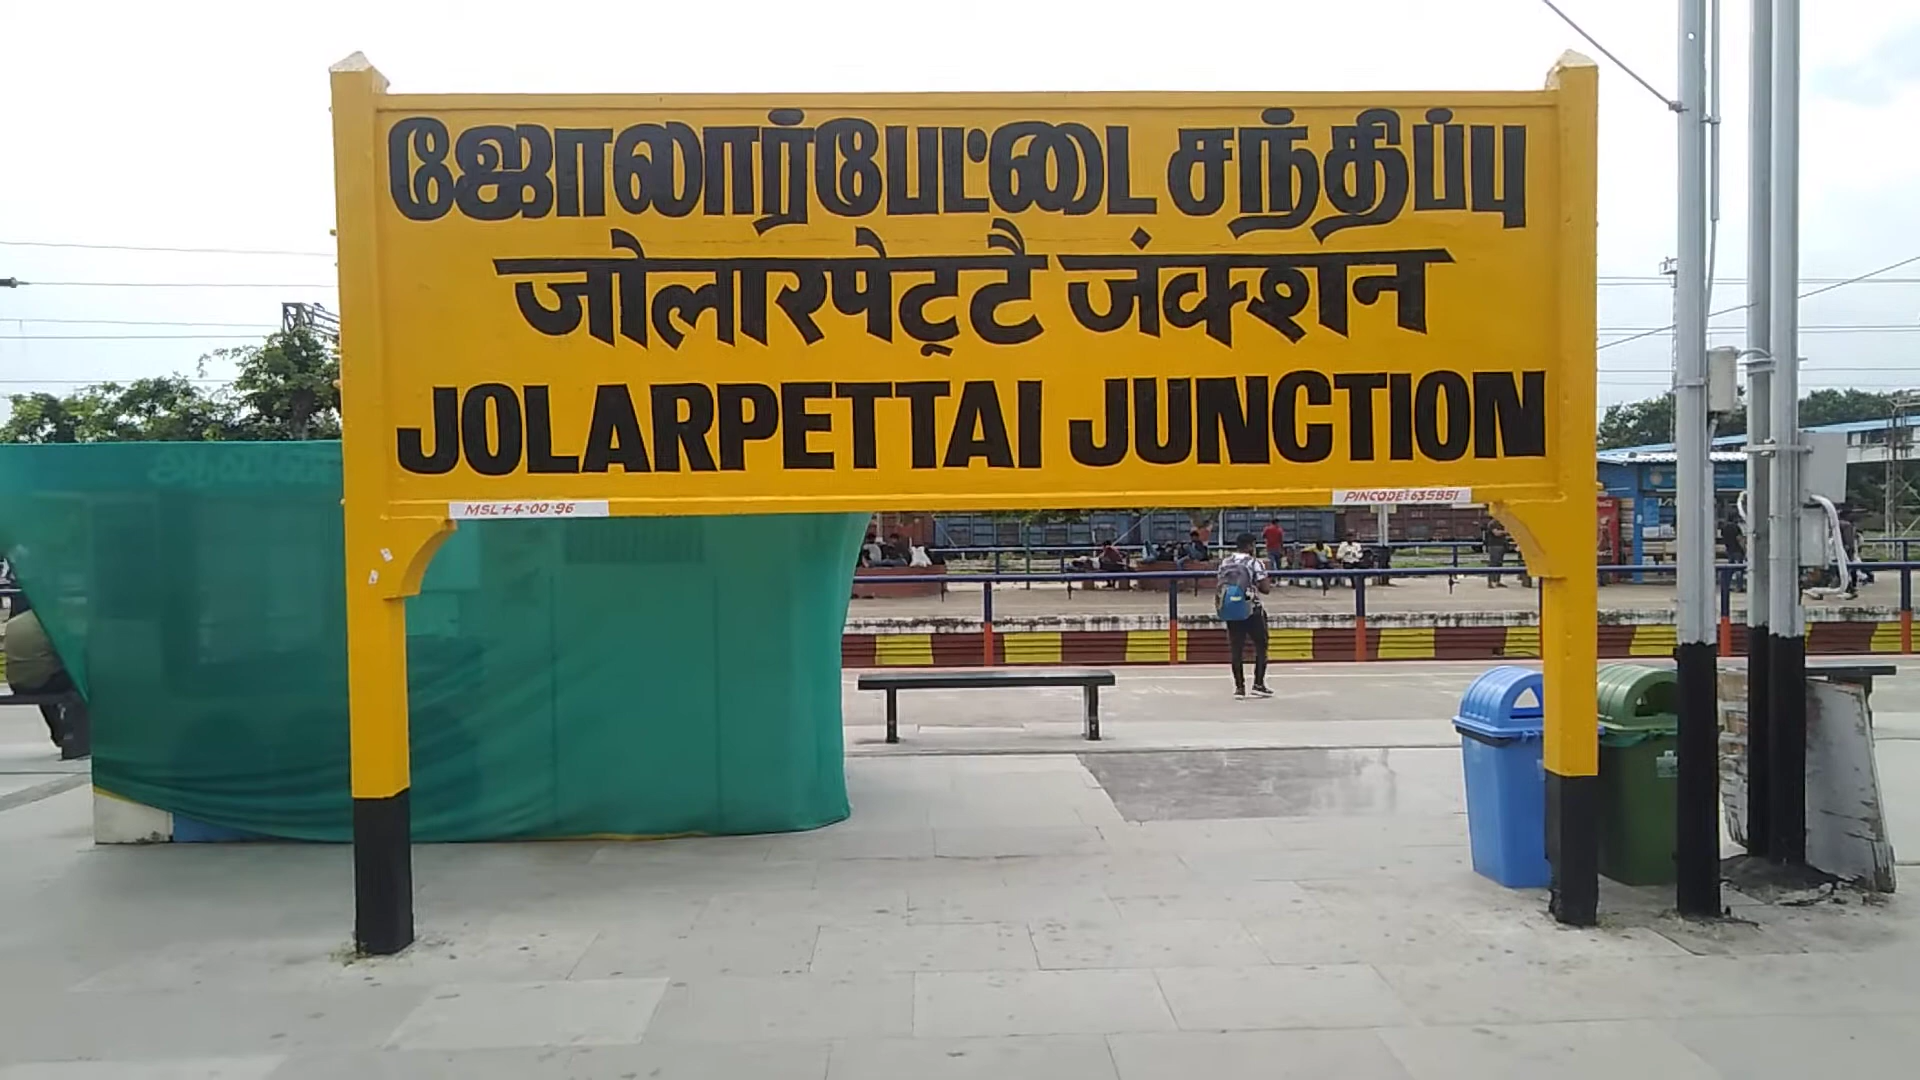 ஜோலார்பேட்டை சந்திப்பு
जोलारपेट्टै जंक्शन
JOLARPETTAI JUNCTION
MSL+4·00·96
PINCODE:635851